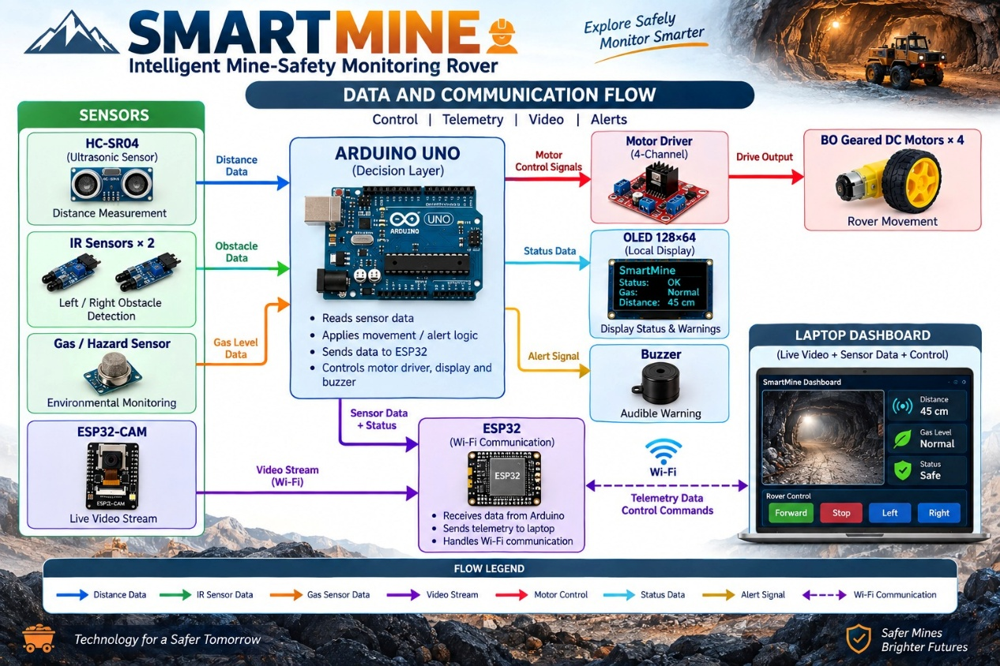 SMARTMINE
Intelligent Mine-Safety Monitoring Rover
Explore Safely
Monitor Smarter
DATA AND COMMUNICATION FLOW
Control | Telemetry | Video | Alerts
SENSORS
HC-SR04
(Ultrasonic Sensor)
HC-SR04
Distance Measurement
IR Sensors × 2
Left / Right Obstacle
Detection
Gas / Hazard Sensor
Environmental Monitoring
ESP32-CAM
ESP32-CAM
Live Video Stream
Distance
Data
Obstacle
Data
Gas Level
Data
Video Stream
(Wi-Fi)
ARDUINO UNO
(Decision Layer)
UNO
ARDUINO
• Reads sensor data
• Applies movement / alert logic
• Sends data to ESP32
• Controls motor driver, display and
buzzer
Sensor Data
+ Status
Motor
Control Signals
Status Data
Alert Signal
Motor Driver
(4-Channel)
Drive Output
BO Geared DC Motors × 4
Rover Movement
OLED 128×64
(Local Display)
SmartMine
Status: OK
Gas: Normal
Distance: 45 cm
Display Status & Warnings
Buzzer
Audible Warning
ESP32
(Wi-Fi Communication)
ESP32
• Receives data from Arduino
• Sends telemetry to laptop
• Handles Wi-Fi communication
Wi-Fi
Telemetry Data
Control Commands
LAPTOP DASHBOARD
(Live Video + Sensor Data + Control)
SmartMine Dashboard
Distance
45 cm
Gas Level
Normal
Status
Safe
Rover Control
Forward
Stop
Left
Right
FLOW LEGEND
Distance Data
IR Sensor Data
Gas Sensor Data
Video Stream
Motor Control
Status Data
Alert Signal
Wi-Fi Communication
Technology for a Safer Tomorrow
Safer Mines
Brighter Futures